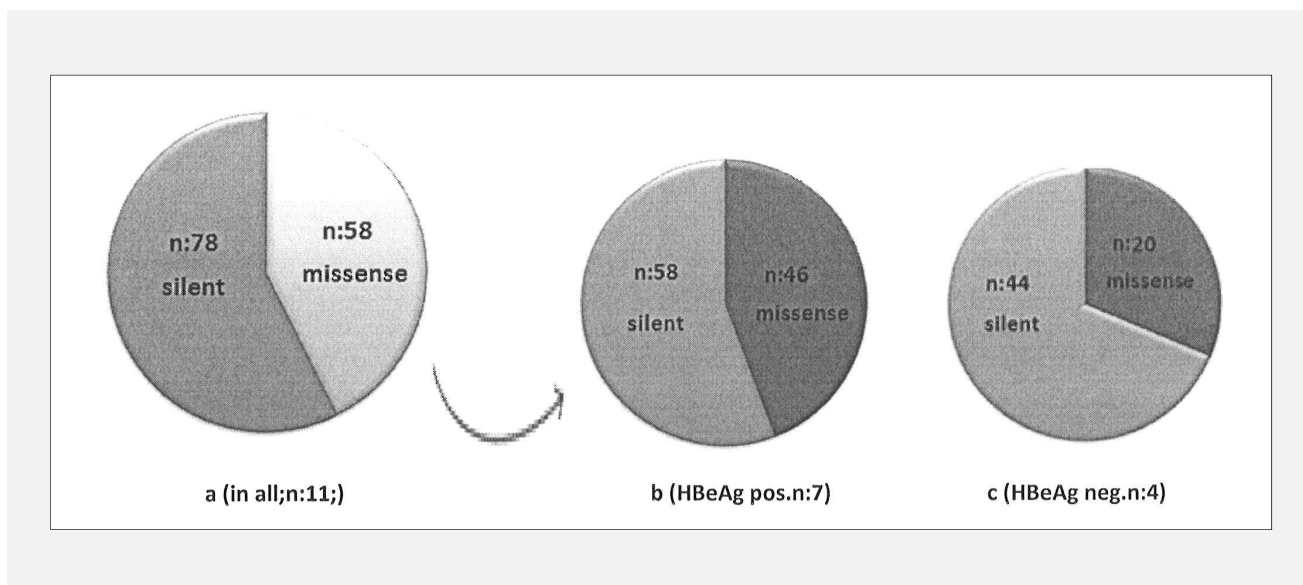 n:78
silent
n:58
missense
n:58
silent
n:46
missense
n:44
silent
n:20
missense
a (in all;n:11;)
b (HBeAg pos.n:7)
c (HBeAg neg.n:4)